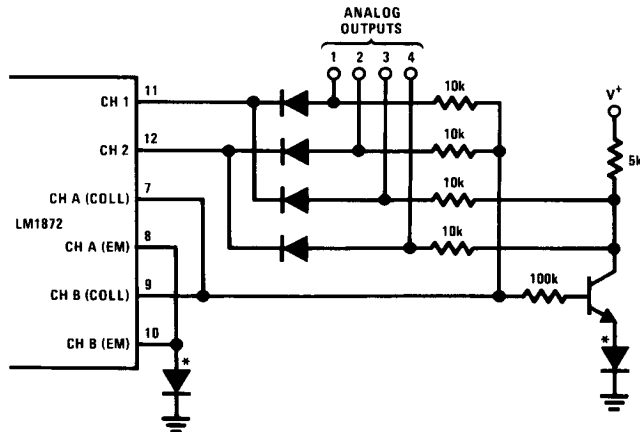 ANALOG
OUTPUTS
1 2 3 4
CH 1 11 10k
V+
CH 2 12 10k
5k
CH A (COLL) 7 10k
LM1872
CH A (EM) 8 10k
CH B (COLL) 9 100k
CH B (EM) 10
*
*